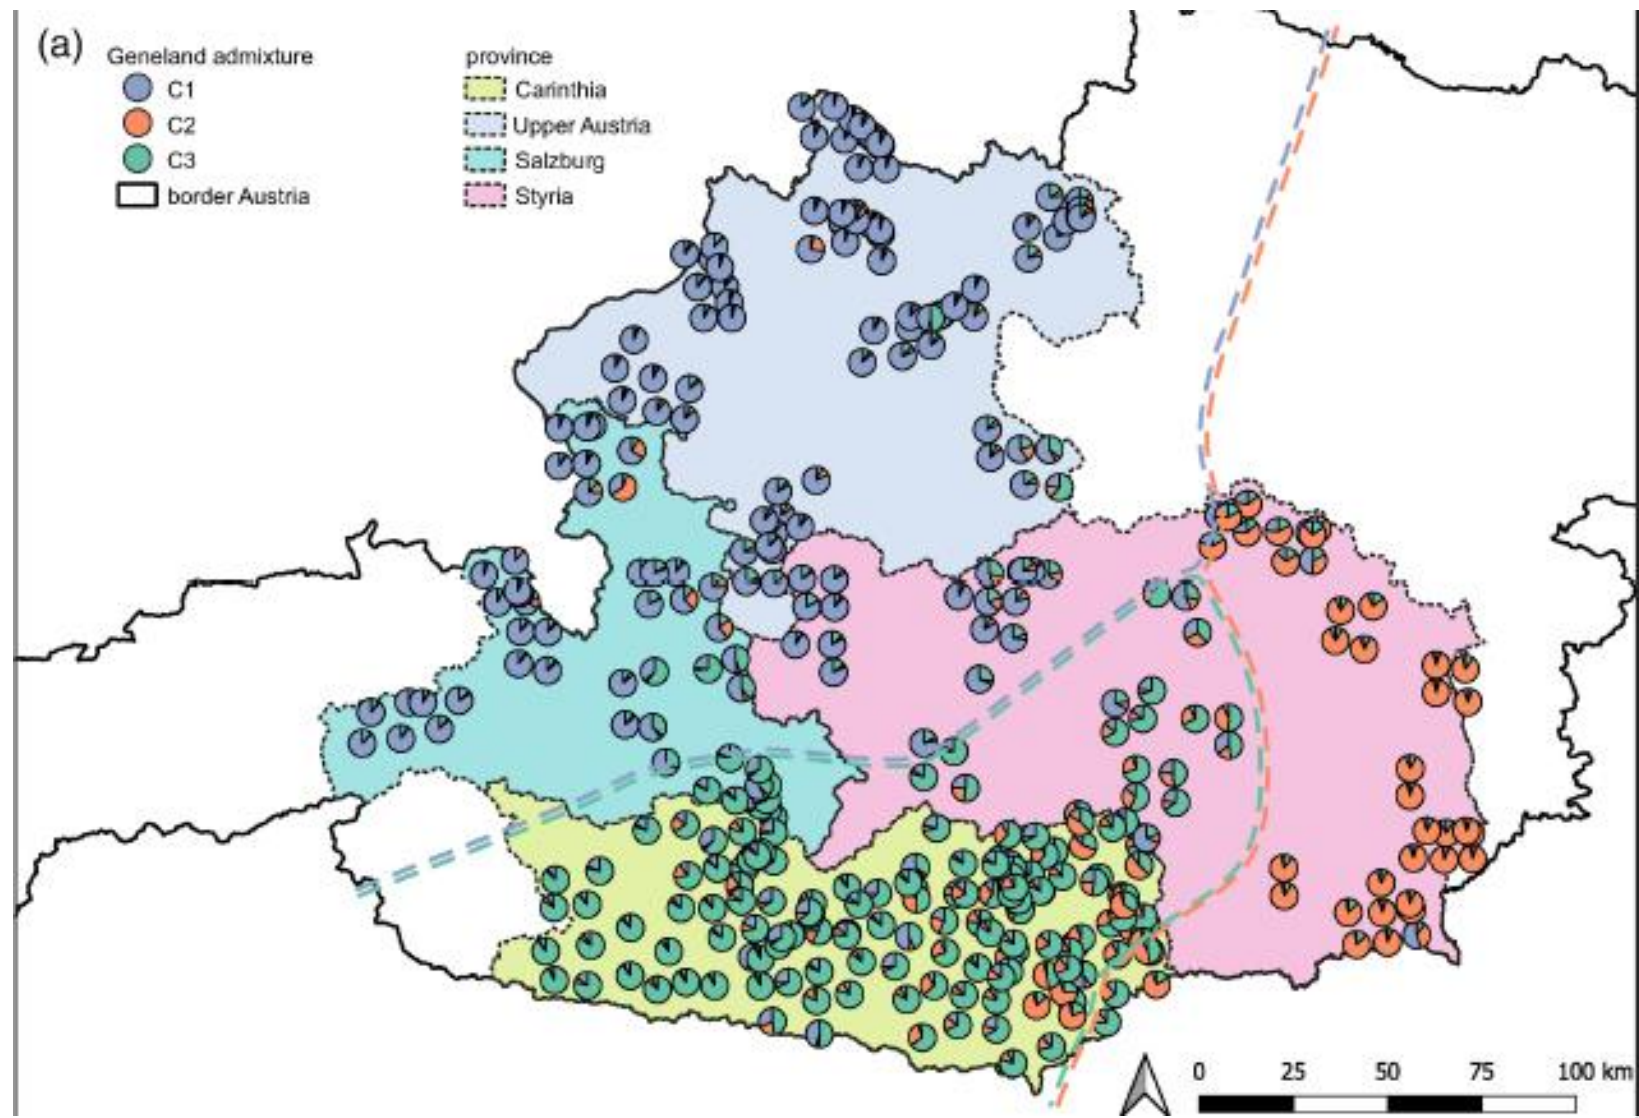 (a)
Geneland admixture
C1
C2
C3
border Austria
province
Carinthia
Upper Austria
Salzburg
Styria
0 25 50 75 100 km